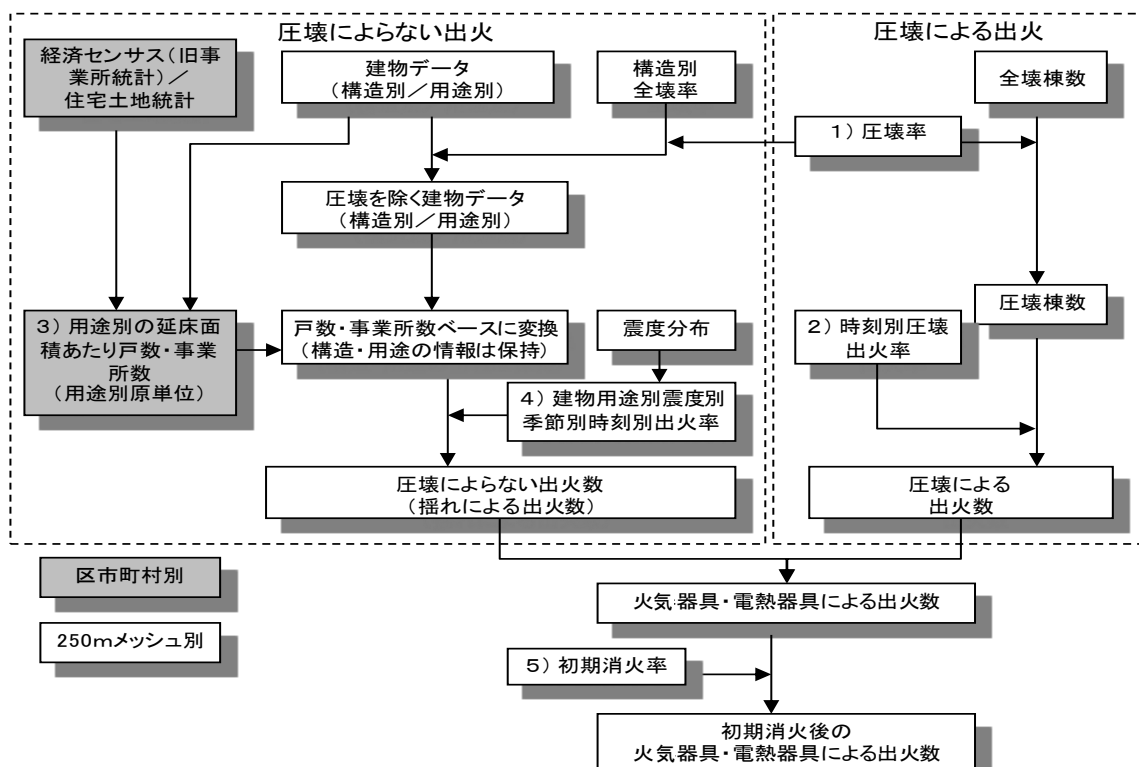 圧壊によらない出火
圧壊による出火
経済センサス(旧事
業所統計)/
住宅土地統計
建物データ
(構造別/用途別)
構造別
全壊率
全壊棟数
1)圧壊率
圧壊を除く建物データ
(構造別/用途別)
圧壊棟数
3)用途別の延床面
積あたり戸数・事業
所数
(用途別原単位)
戸数・事業所数ベースに変換
(構造・用途の情報は保持)
震度分布
2)時刻別圧壊
出火率
4)建物用途別震度別
季節別時刻別出火率
圧壊によらない出火数
(揺れによる出火数)
圧壊による
出火数
区市町村別
250mメッシュ別
火気器具・電熱器具による出火数
5)初期消火率
初期消火後の
火気器具・電熱器具による出火数